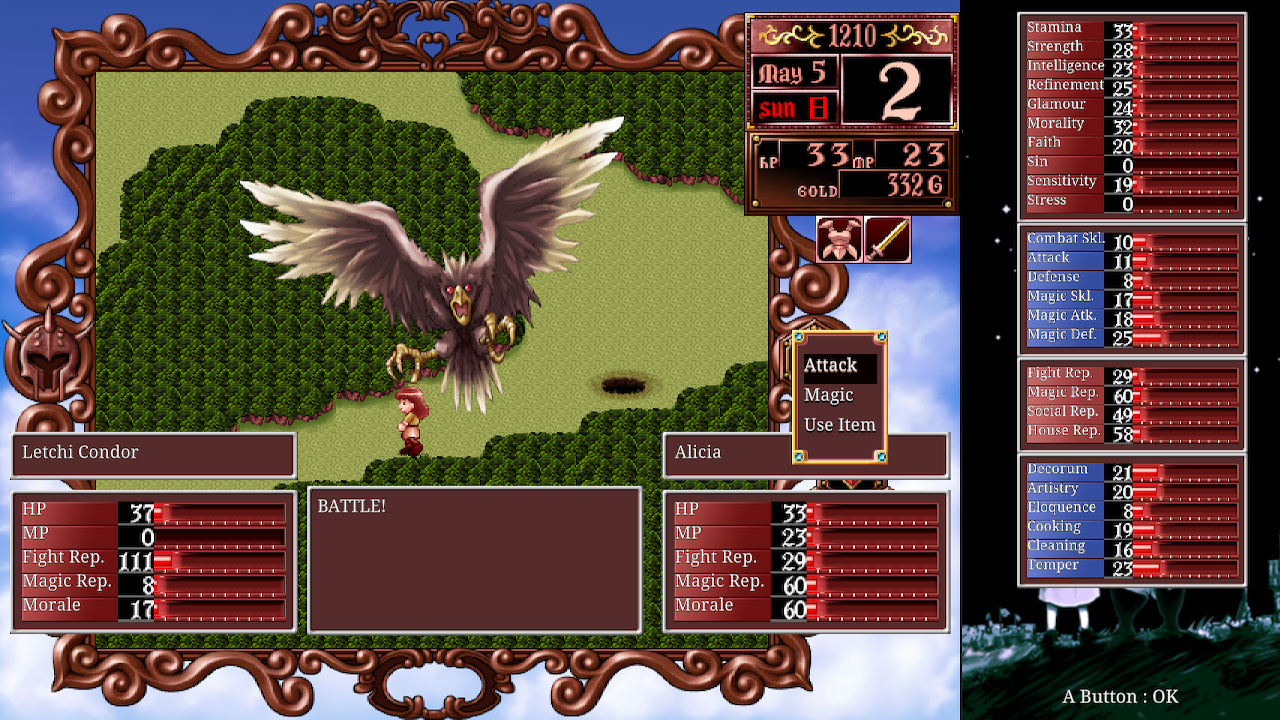 1210
May 5
sun 日
2
HP 33 MP 23
GOLD 332G
Attack
Magic
Use Item
Letchi Condor
HP 37
MP 0
Fight Rep. 111
Magic Rep. 8
Morale 17
BATTLE!
Alicia
HP 33
MP 23
Fight Rep. 29
Magic Rep. 60
Morale 60
Stamina 33
Strength 28
Intelligence 23
Refinement 25
Glamour 24
Morality 32
Faith 20
Sin 0
Sensitivity 19
Stress 0
Combat Skl. 10
Attack 11
Defense 8
Magic Skl. 17
Magic Atk. 18
Magic Def. 25
Fight Rep. 29
Magic Rep. 60
Social Rep. 49
House Rep. 58
Decorum 21
Artistry 20
Eloquence 8
Cooking 19
Cleaning 16
Temper 23
A Button : OK